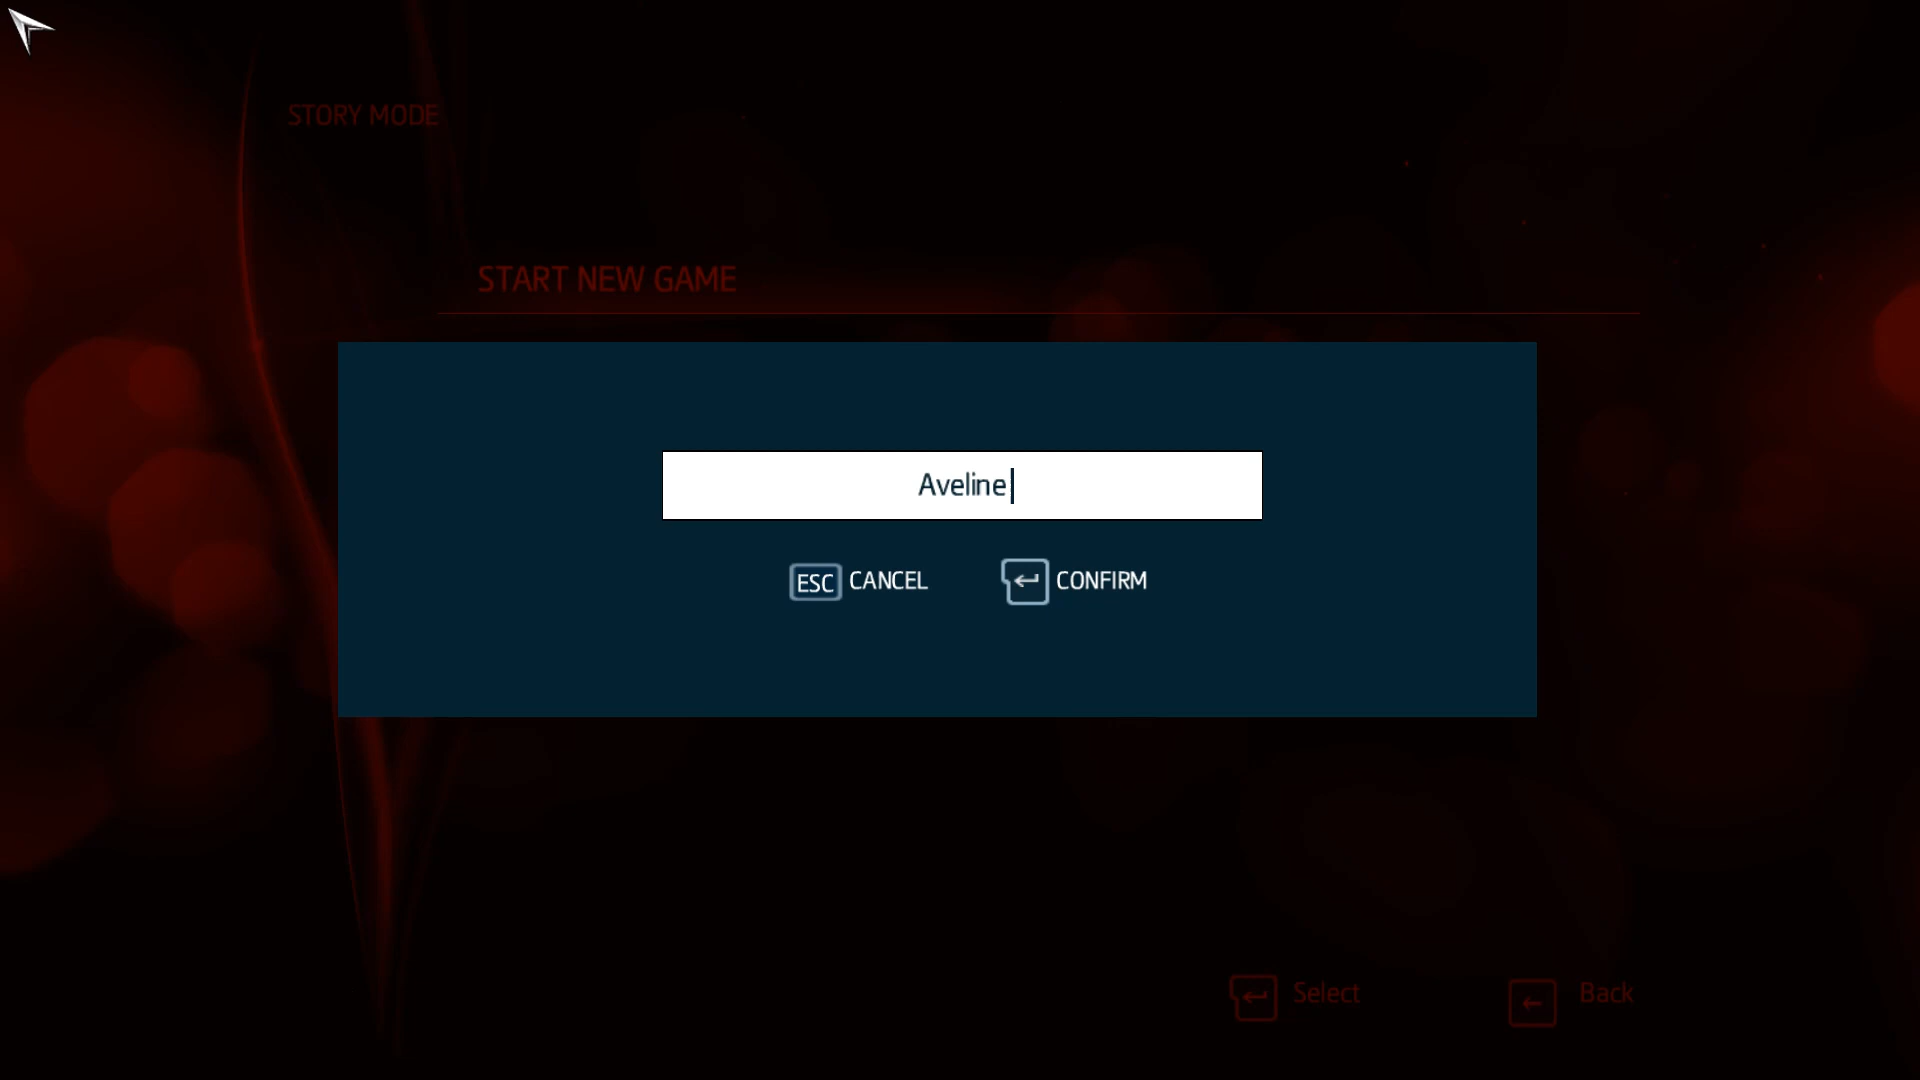 STORY MODE
START NEW GAME
Aveline
ESC CANCEL
CONFIRM
Select
Back